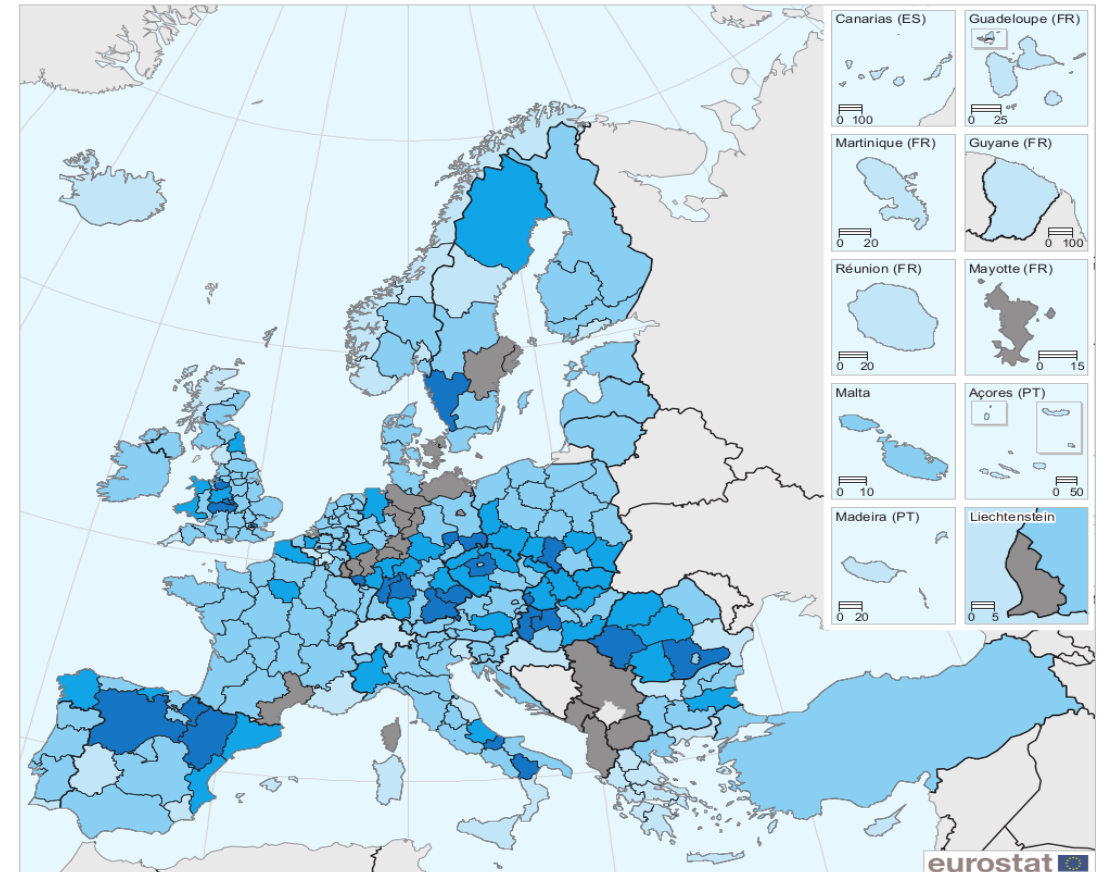 Canarias (ES)
0 100
Guadeloupe (FR)
0 25
Martinique (FR)
0 20
Guyane (FR)
0 100
Réunion (FR)
0 20
Mayotte (FR)
0 15
Malta
0 10
Açores (PT)
0 50
Madeira (PT)
0 20
Liechtenstein
0 5
eurostat